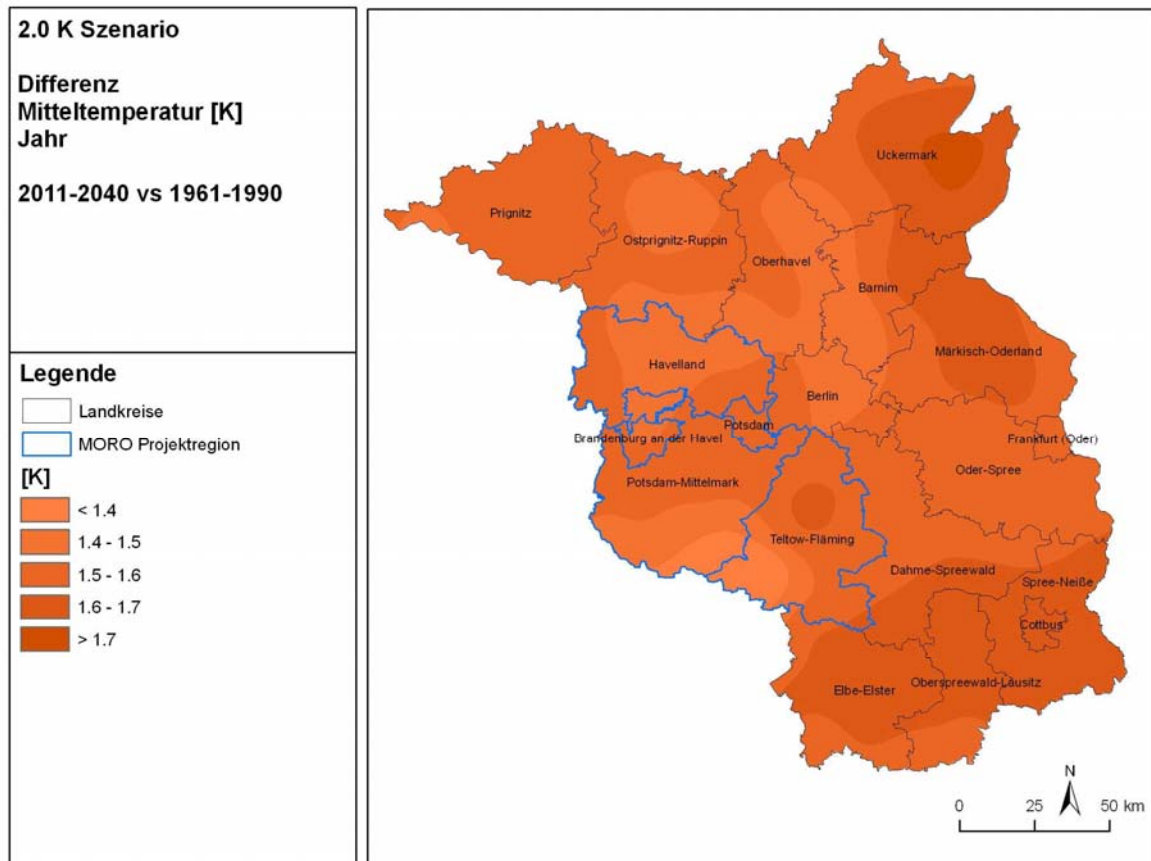 2.0 K Szenario
Differenz
Mitteltemperatur [K]
Jahr
2011-2040 vs 1961-1990
Legende
Landkreise
MORO Projektregion
[K]
< 1.4
1.4 - 1.5
1.5 - 1.6
1.6 - 1.7
> 1.7
Uckermark
Prignitz
Ostprignitz-Ruppin
Oberhavel
Barnim
Märkisch-Oderland
Havelland
Berlin
Potsdam
Brandenburg an der Havel
Frankfurt (Oder)
Oder-Spree
Potsdam-Mittelmark
Teltow-Fläming
Dahme-Spreewald
Spree-Neiße
Cottbus
Elbe-Elster
Oberspreewald-Lausitz
N
0 25 50 km